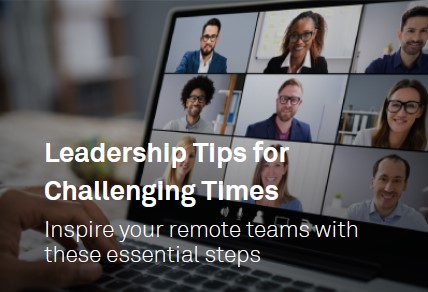 Leadership Tips for
Challenging Times
Inspire your remote teams with
these essential steps